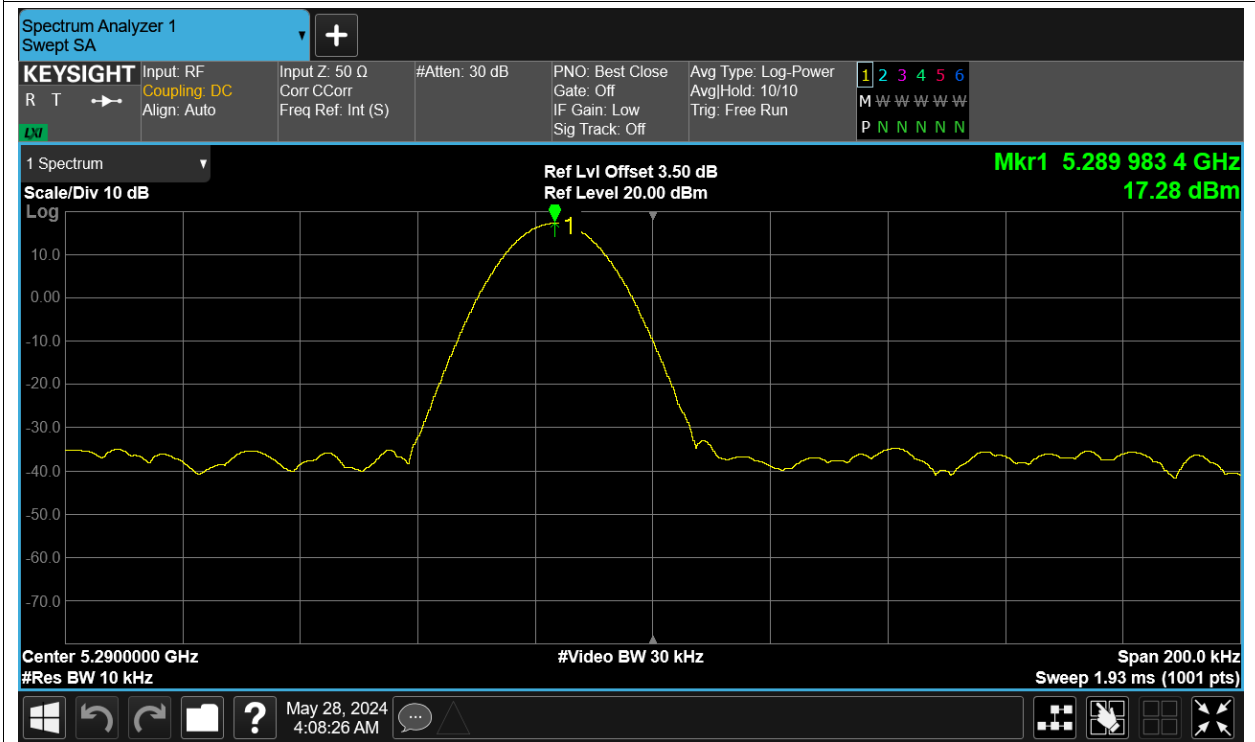 Spectrum Analyzer 1
Swept SA
KEYSIGHT
R T
LXI
Input: RF
Coupling: DC
Align: Auto
Input Z: 50 Ω
Corr CCorr
Freq Ref: Int (S)
#Atten: 30 dB
PNO: Best Close
Gate: Off
IF Gain: Low
Sig Track: Off
Avg Type: Log-Power
Avg|Hold: 10/10
Trig: Free Run
1 2 3 4 5 6
M W W W W W
P N N N N N
1 Spectrum
Scale/Div 10 dB
Log
Ref Lvl Offset 3.50 dB
Ref Level 20.00 dBm
Mkr1 5.289 983 4 GHz
17.28 dBm
1
10.0
0.00
-10.0
-20.0
-30.0
-40.0
-50.0
-60.0
-70.0
Center 5.2900000 GHz
#Video BW 30 kHz
Span 200.0 kHz
#Res BW 10 kHz
Sweep 1.93 ms (1001 pts)
?
May 28, 2024
4:08:26 AM